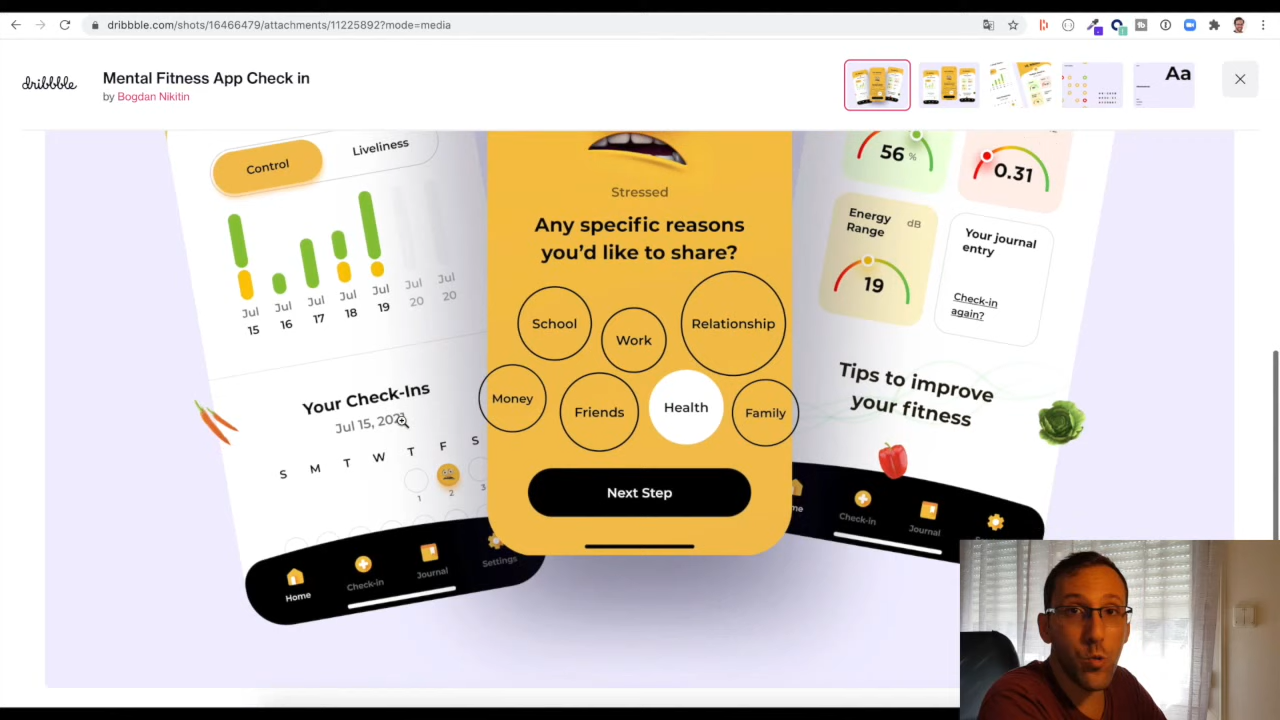 dribbble.com/shots/16466479/attachments/11225892?mode=media
dribbble
Mental Fitness App Check in
by Bogdan Nikitin
Aa
Control
Liveliness
Jul 15
Jul 16
Jul 17
Jul 18
Jul 19
Jul 20
Jul 20
Your Check-Ins
Jul 15, 2021
S M T W T F S
1 2 3
Home
Check-in
Journal
Settings
Stressed
Any specific reasons
you'd like to share?
School
Work
Relationship
Money
Friends
Health
Family
Next Step
56 %
0.31
Energy
Range
dB
19
Your journal
entry
Check-in
again?
Tips to improve
your fitness
Check-in
Journal